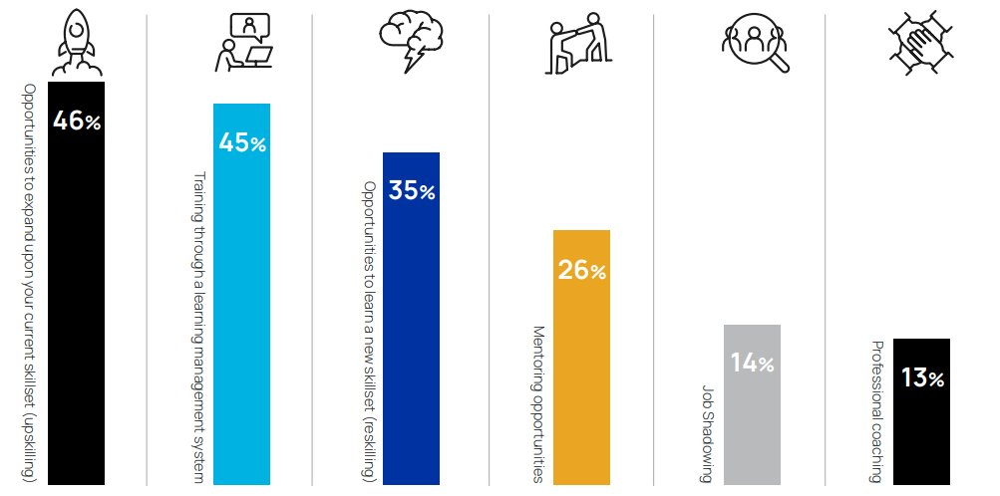 Opportunities to expand upon your current skillset (upskilling)
46%
Training through a learning management system
45%
Opportunities to learn a new skillset (reskilling)
35%
Mentoring opportunities
26%
Job Shadowing
14%
Professional coaching
13%